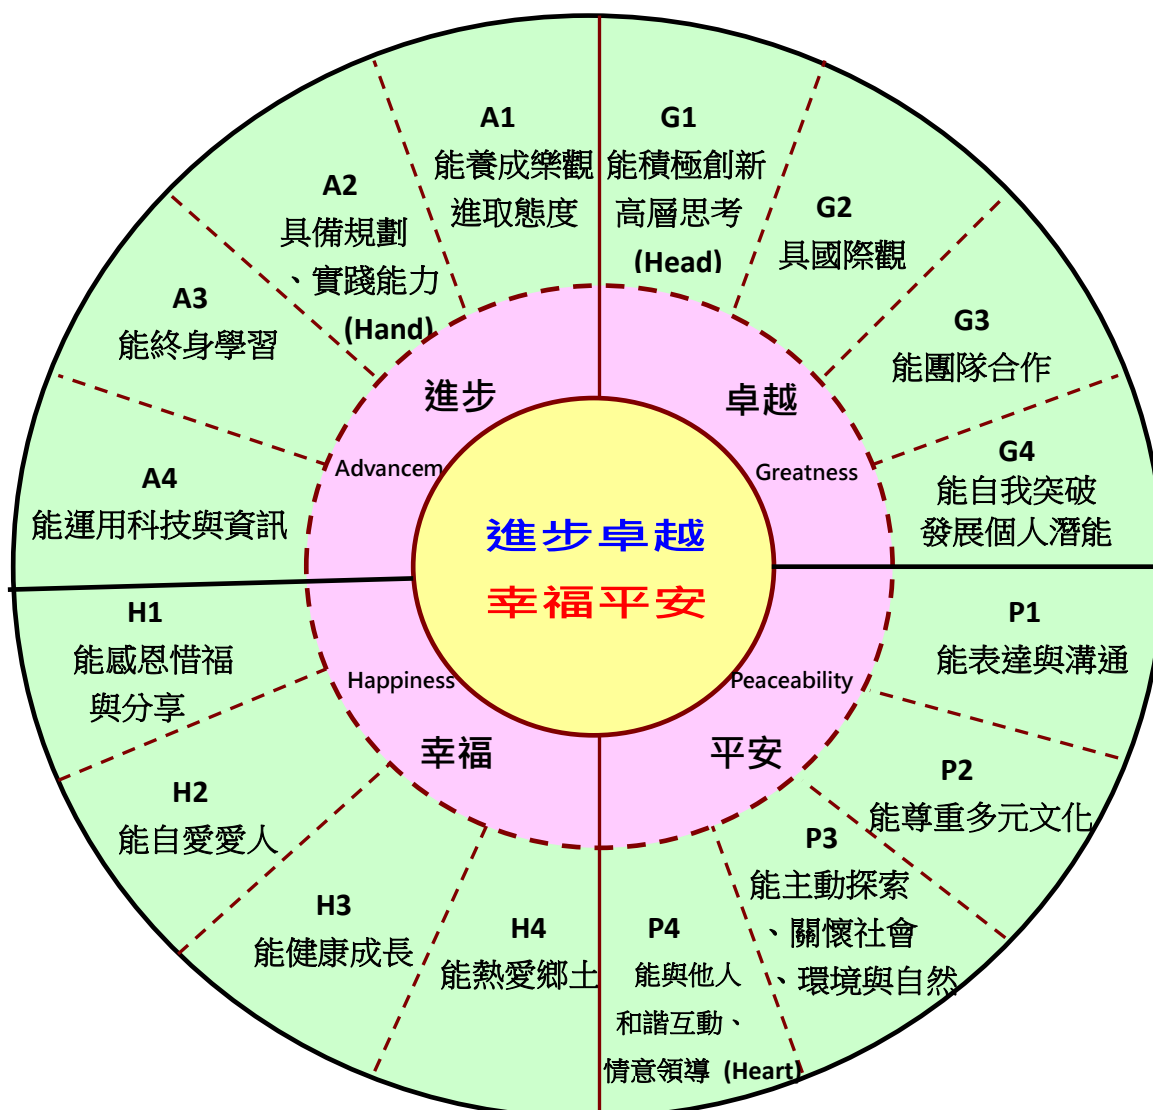 A1
能養成樂觀
進取態度
G1
能積極創新
高層思考
(Head)
A2
具備規劃
、實踐能力
(Hand)
G2
具國際觀
A3
能終身學習
G3
能團隊合作
A4
能運用科技與資訊
G4
能自我突破
發展個人潛能
進步
Advancem
卓越
Greatness
進步卓越
幸福平安
Happiness
幸福
Peaceability
平安
H1
能感恩惜福
與分享
P1
能表達與溝通
H2
能自愛愛人
P2
能尊重多元文化
H3
能健康成長
P3
能主動探索
、關懷社會
、環境與自然
H4
能熱愛鄉土
P4
能與他人
和諧互動、
情意領導 (Heart)